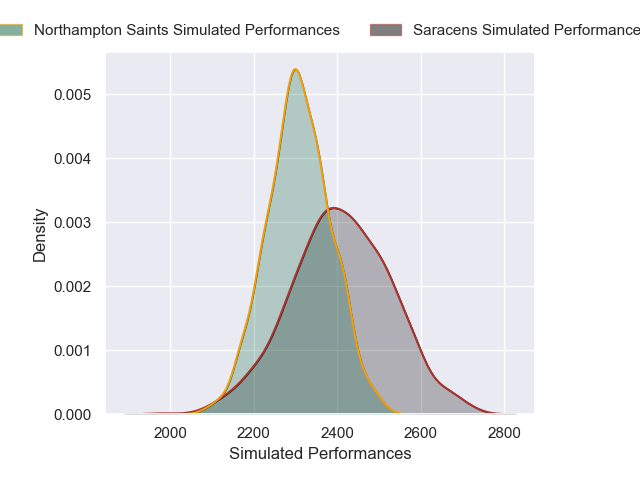 Northampton Saints Simulated Performances
Saracens Simulated Performance
0.005
0.004
0.003
0.002
0.001
0.000
Density
2000 2200 2400 2600 2800
Simulated Performances